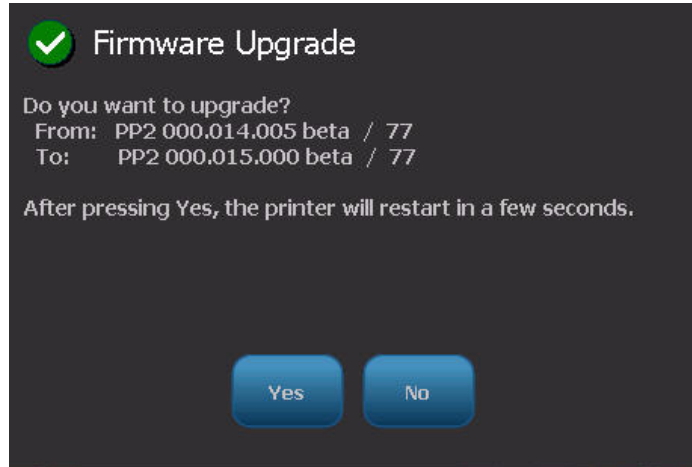 Firmware Upgrade
Do you want to upgrade?
From: PP2 000.014.005 beta / 77
To: PP2 000.015.000 beta / 77
After pressing Yes, the printer will restart in a few seconds.
Yes No